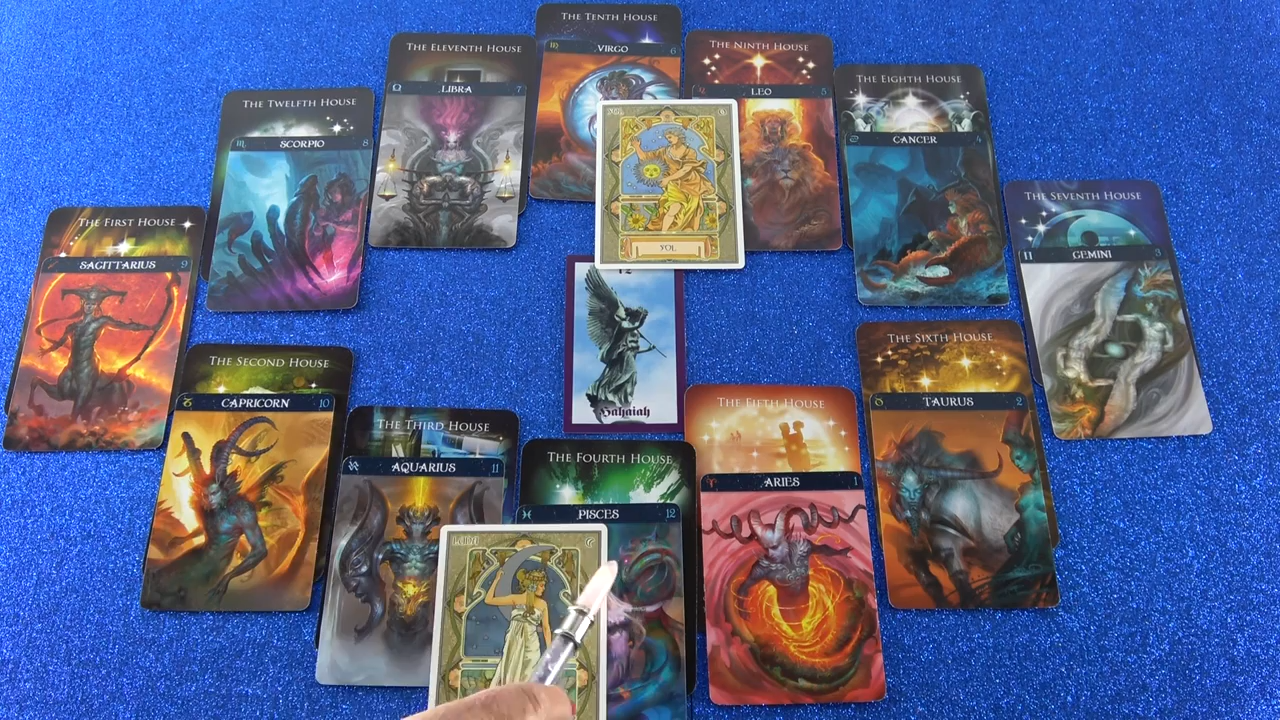 THE TENTH HOUSE
VIRGO 6
THE ELEVENTH HOUSE
LIBRA 7
THE NINTH HOUSE
LEO 5
THE EIGHTH HOUSE
CANCER 4
THE TWELFTH HOUSE
SCORPIO 8
SOL
SOL
THE SEVENTH HOUSE
GEMINI 3
THE FIRST HOUSE
SAGITTARIUS 9
12
Hahaiah
THE SIXTH HOUSE
TAURUS 2
THE SECOND HOUSE
CAPRICORN 10
THE FIFTH HOUSE
ARIES 1
THE THIRD HOUSE
AQUARIUS 11
THE FOURTH HOUSE
PISCES 12